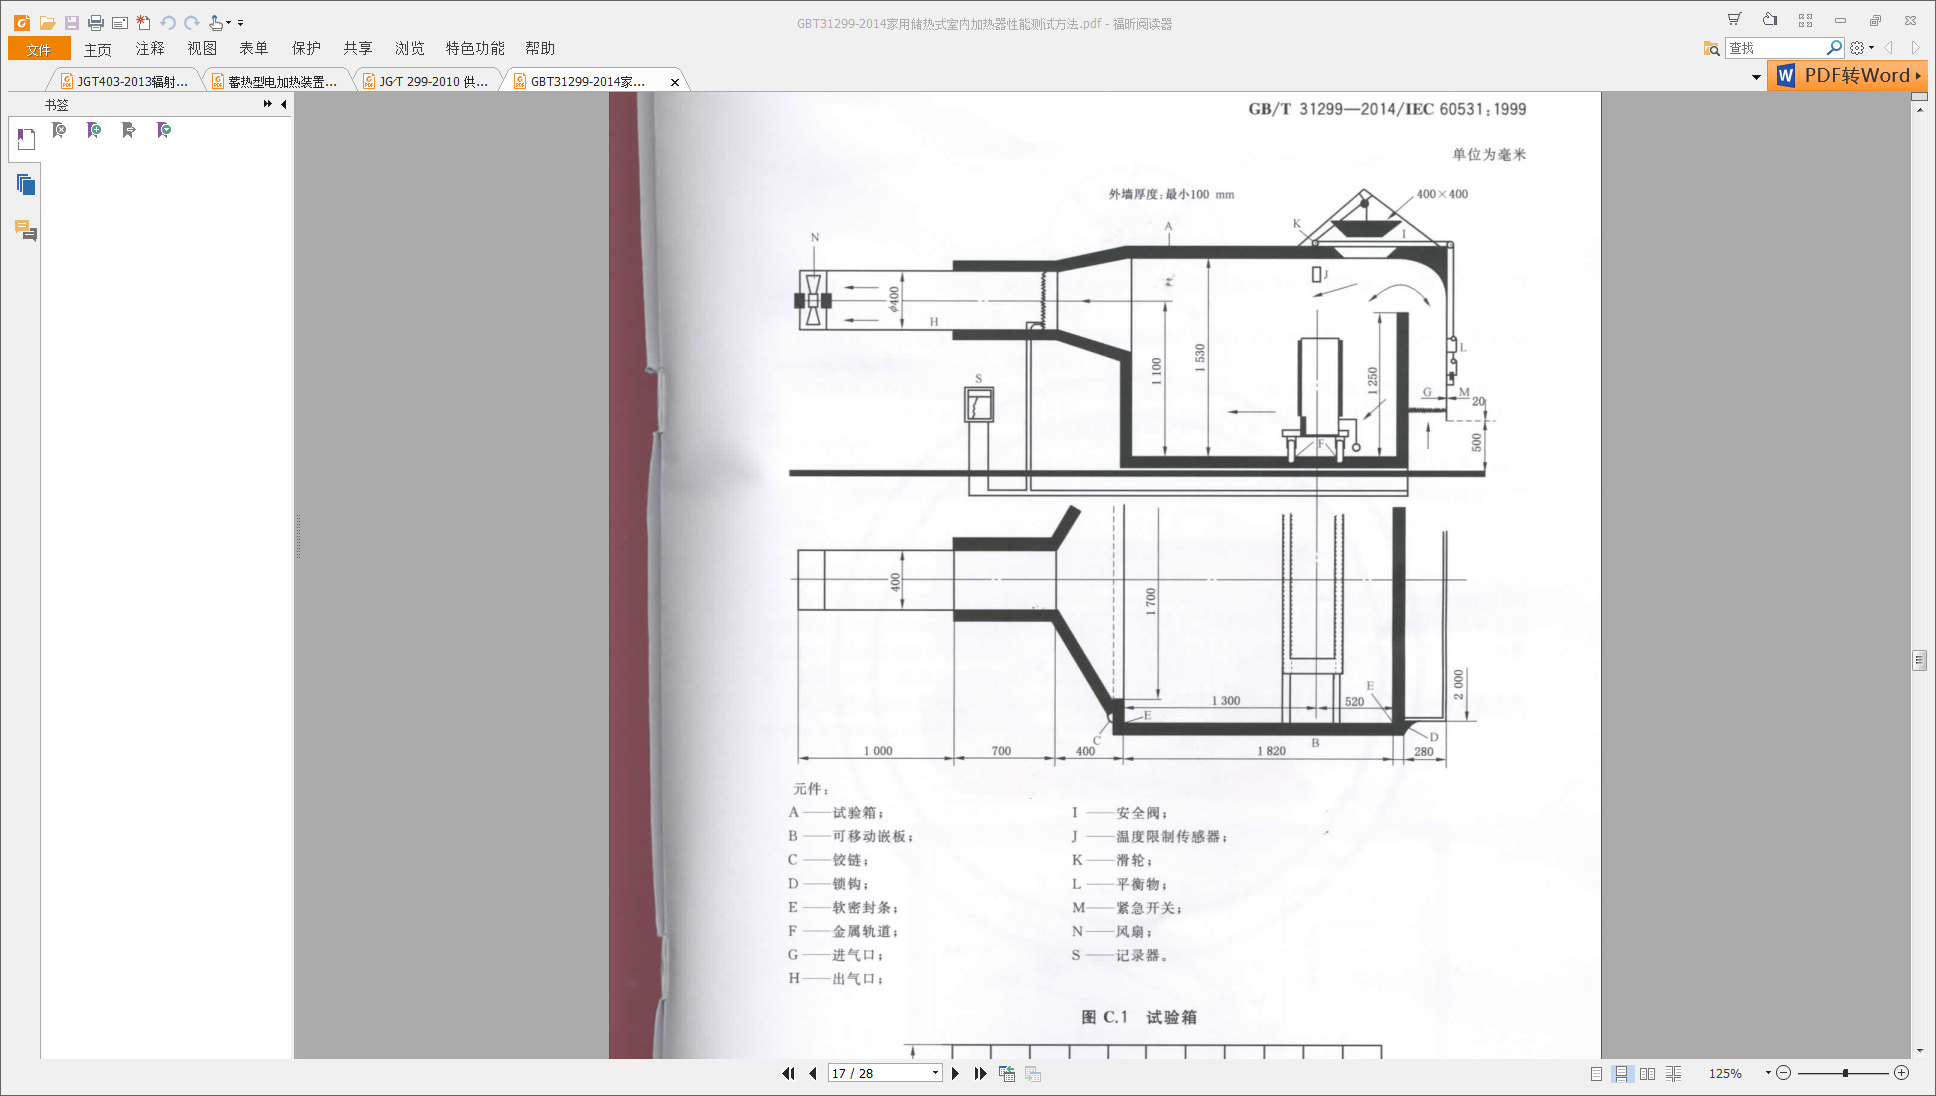 GBT31299-2014家用储热式室内加热器性能测试方法.pdf - 福昕阅读器
文件 主页 注释 视图 表单 保护 共享 浏览 特色功能 帮助
查找
JGT403-2013辐射... 蓄热型电加热装置... JG∕T 299-2010 供... GBT31299-2014家...
PDF转Word
书签
GB/T 31299—2014/IEC 60531:1999
单位为毫米
外墙厚度:最小100 mm
400×400
K
A
I
N
J
φ400
H
1 100
1 530
1 250
L
S
G
M
20
F
500
400
1 700
1 300
520
E
2 000
E
C
B
D
1 000
700
400
1 820
280
元件:
A——试验箱;
B——可移动嵌板;
C——铰链;
D——锁钩;
E——软密封条;
F——金属轨道;
G——进气口;
H——出气口;
I——安全阀;
J——温度限制传感器;
K——滑轮;
L——平衡物;
M——紧急开关;
N——风扇;
S——记录器。
图 C.1 试验箱
17 / 28
125%